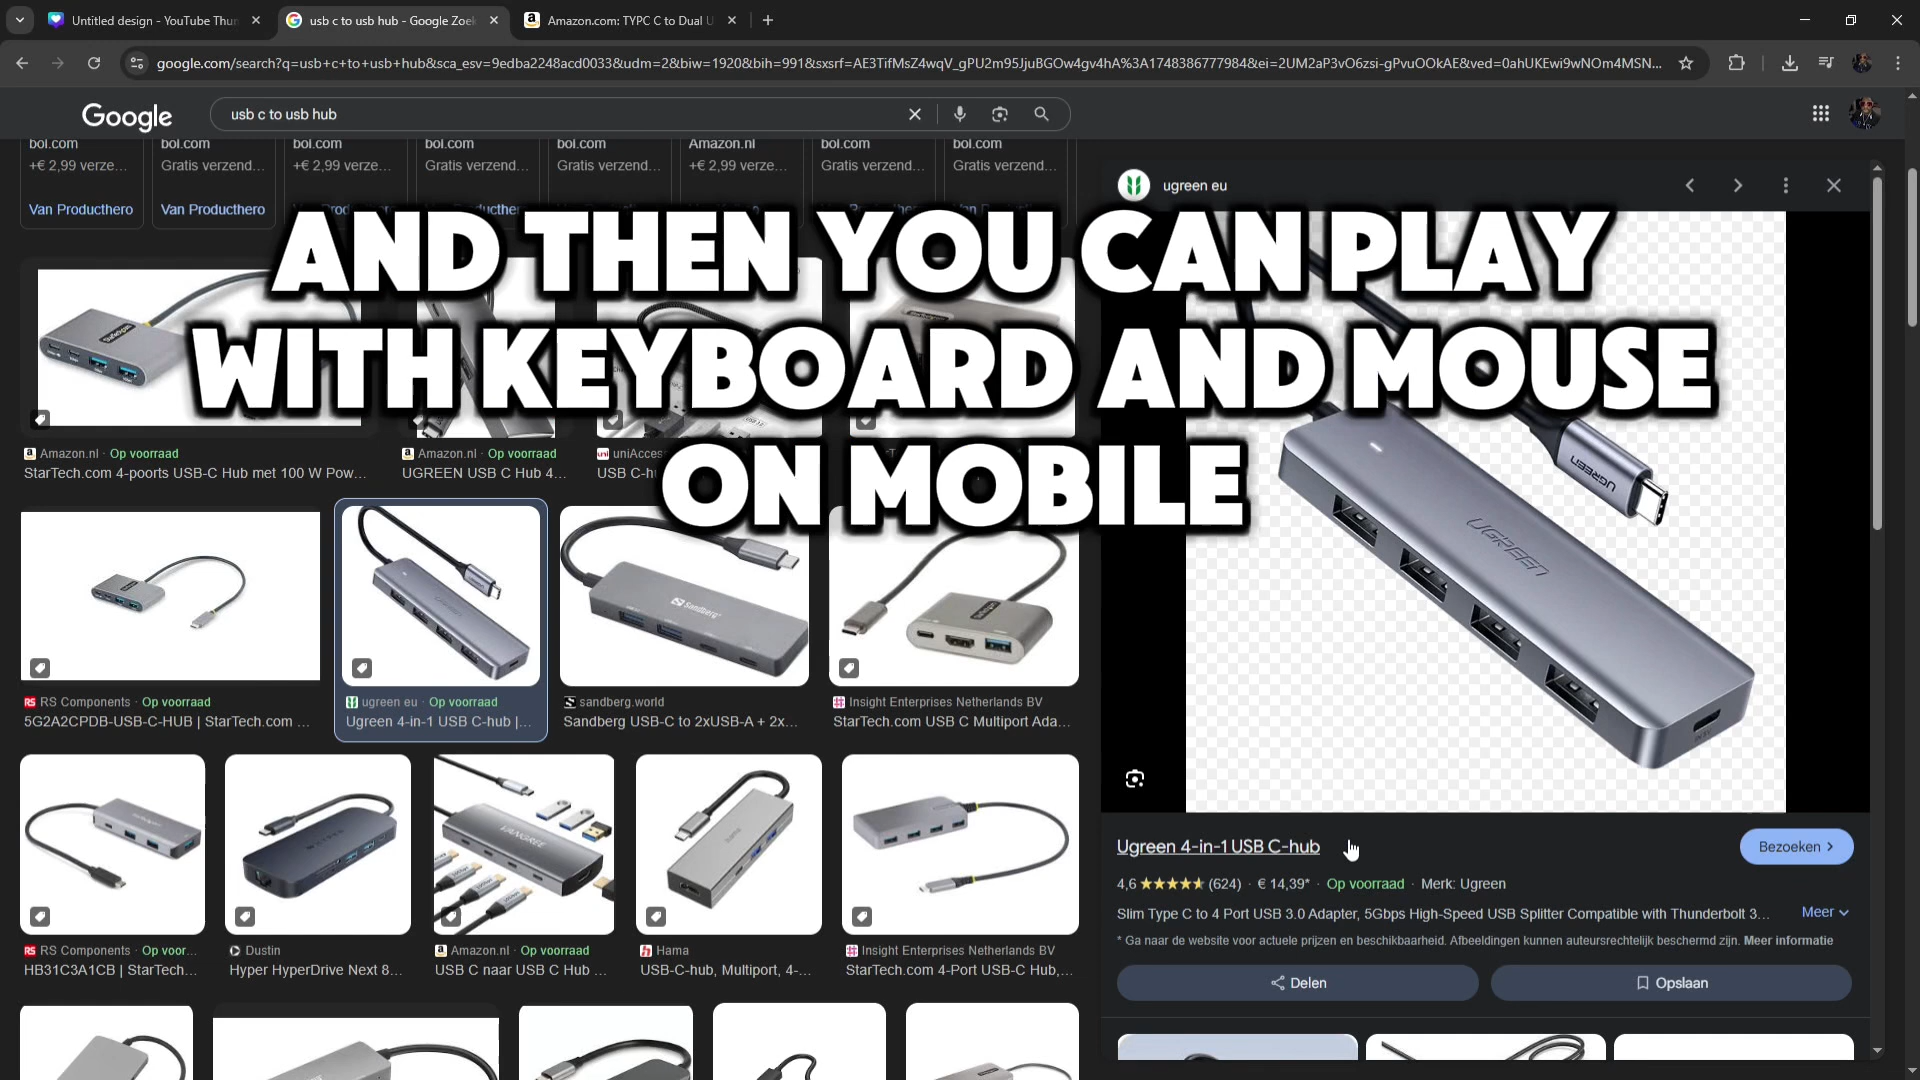 Untitled design - YouTube Thun
usb c to usb hub - Google Zoek
Amazon.com: TYPC C to Dual U
google.com/search?q=usb+c+to+usb+hub&sca_esv=9edba2248acd0033&udm=2&biw=1920&bih=991&sxsrf=AE3TifMsZ4wqV_gPU2m95JjuBGOw4gv4hA%3A1748386777984&ei=2UM2aP3vO6zsi-gPvuOOkAE&ved=0ahUKEwi9wNOm4MSN...
Google
usb c to usb hub
bol.com bol.com bol.com bol.com bol.com Amazon.nl bol.com bol.com
+€ 2,99 verze... Gratis verzend... +€ 2,99 verze... Gratis verzend... Gratis verzend... +€ 2,99 verze... Gratis verzend... Gratis verzend...
Van Producthero Van Producthero
ugreen eu
AND THEN YOU CAN PLAY
WITH KEYBOARD AND MOUSE
ON MOBILE
Amazon.nl · Op voorraad
StarTech.com 4-poorts USB-C Hub met 100 W Pow...
Amazon.nl · Op voorraad
UGREEN USB C Hub 4...
uniAcces
USB C-hu
UGREEN
UGREEN
RS Components · Op voorraad
5G2A2CPDB-USB-C-HUB | StarTech.com ...
ugreen eu · Op voorraad
Ugreen 4-in-1 USB C-hub |...
Sandberg
sandberg.world
Sandberg USB-C to 2xUSB-A + 2x...
Insight Enterprises Netherlands BV
StarTech.com USB C Multiport Ada...
RS Components · Op voor...
HB31C3A1CB | StarTech...
Dustin
Hyper HyperDrive Next 8...
Amazon.nl · Op voorraad
USB C naar USB C Hub ...
Hama
USB-C-hub, Multiport, 4-...
Insight Enterprises Netherlands BV
StarTech.com 4-Port USB-C Hub,...
Ugreen 4-in-1 USB C-hub
Bezoeken
4,6 ★★★★★ (624) · € 14,39* · Op voorraad · Merk: Ugreen
Slim Type C to 4 Port USB 3.0 Adapter, 5Gbps High-Speed USB Splitter Compatible with Thunderbolt 3... Meer
* Ga naar de website voor actuele prijzen en beschikbaarheid. Afbeeldingen kunnen auteursrechtelijk beschermd zijn. Meer informatie
Delen
Opslaan